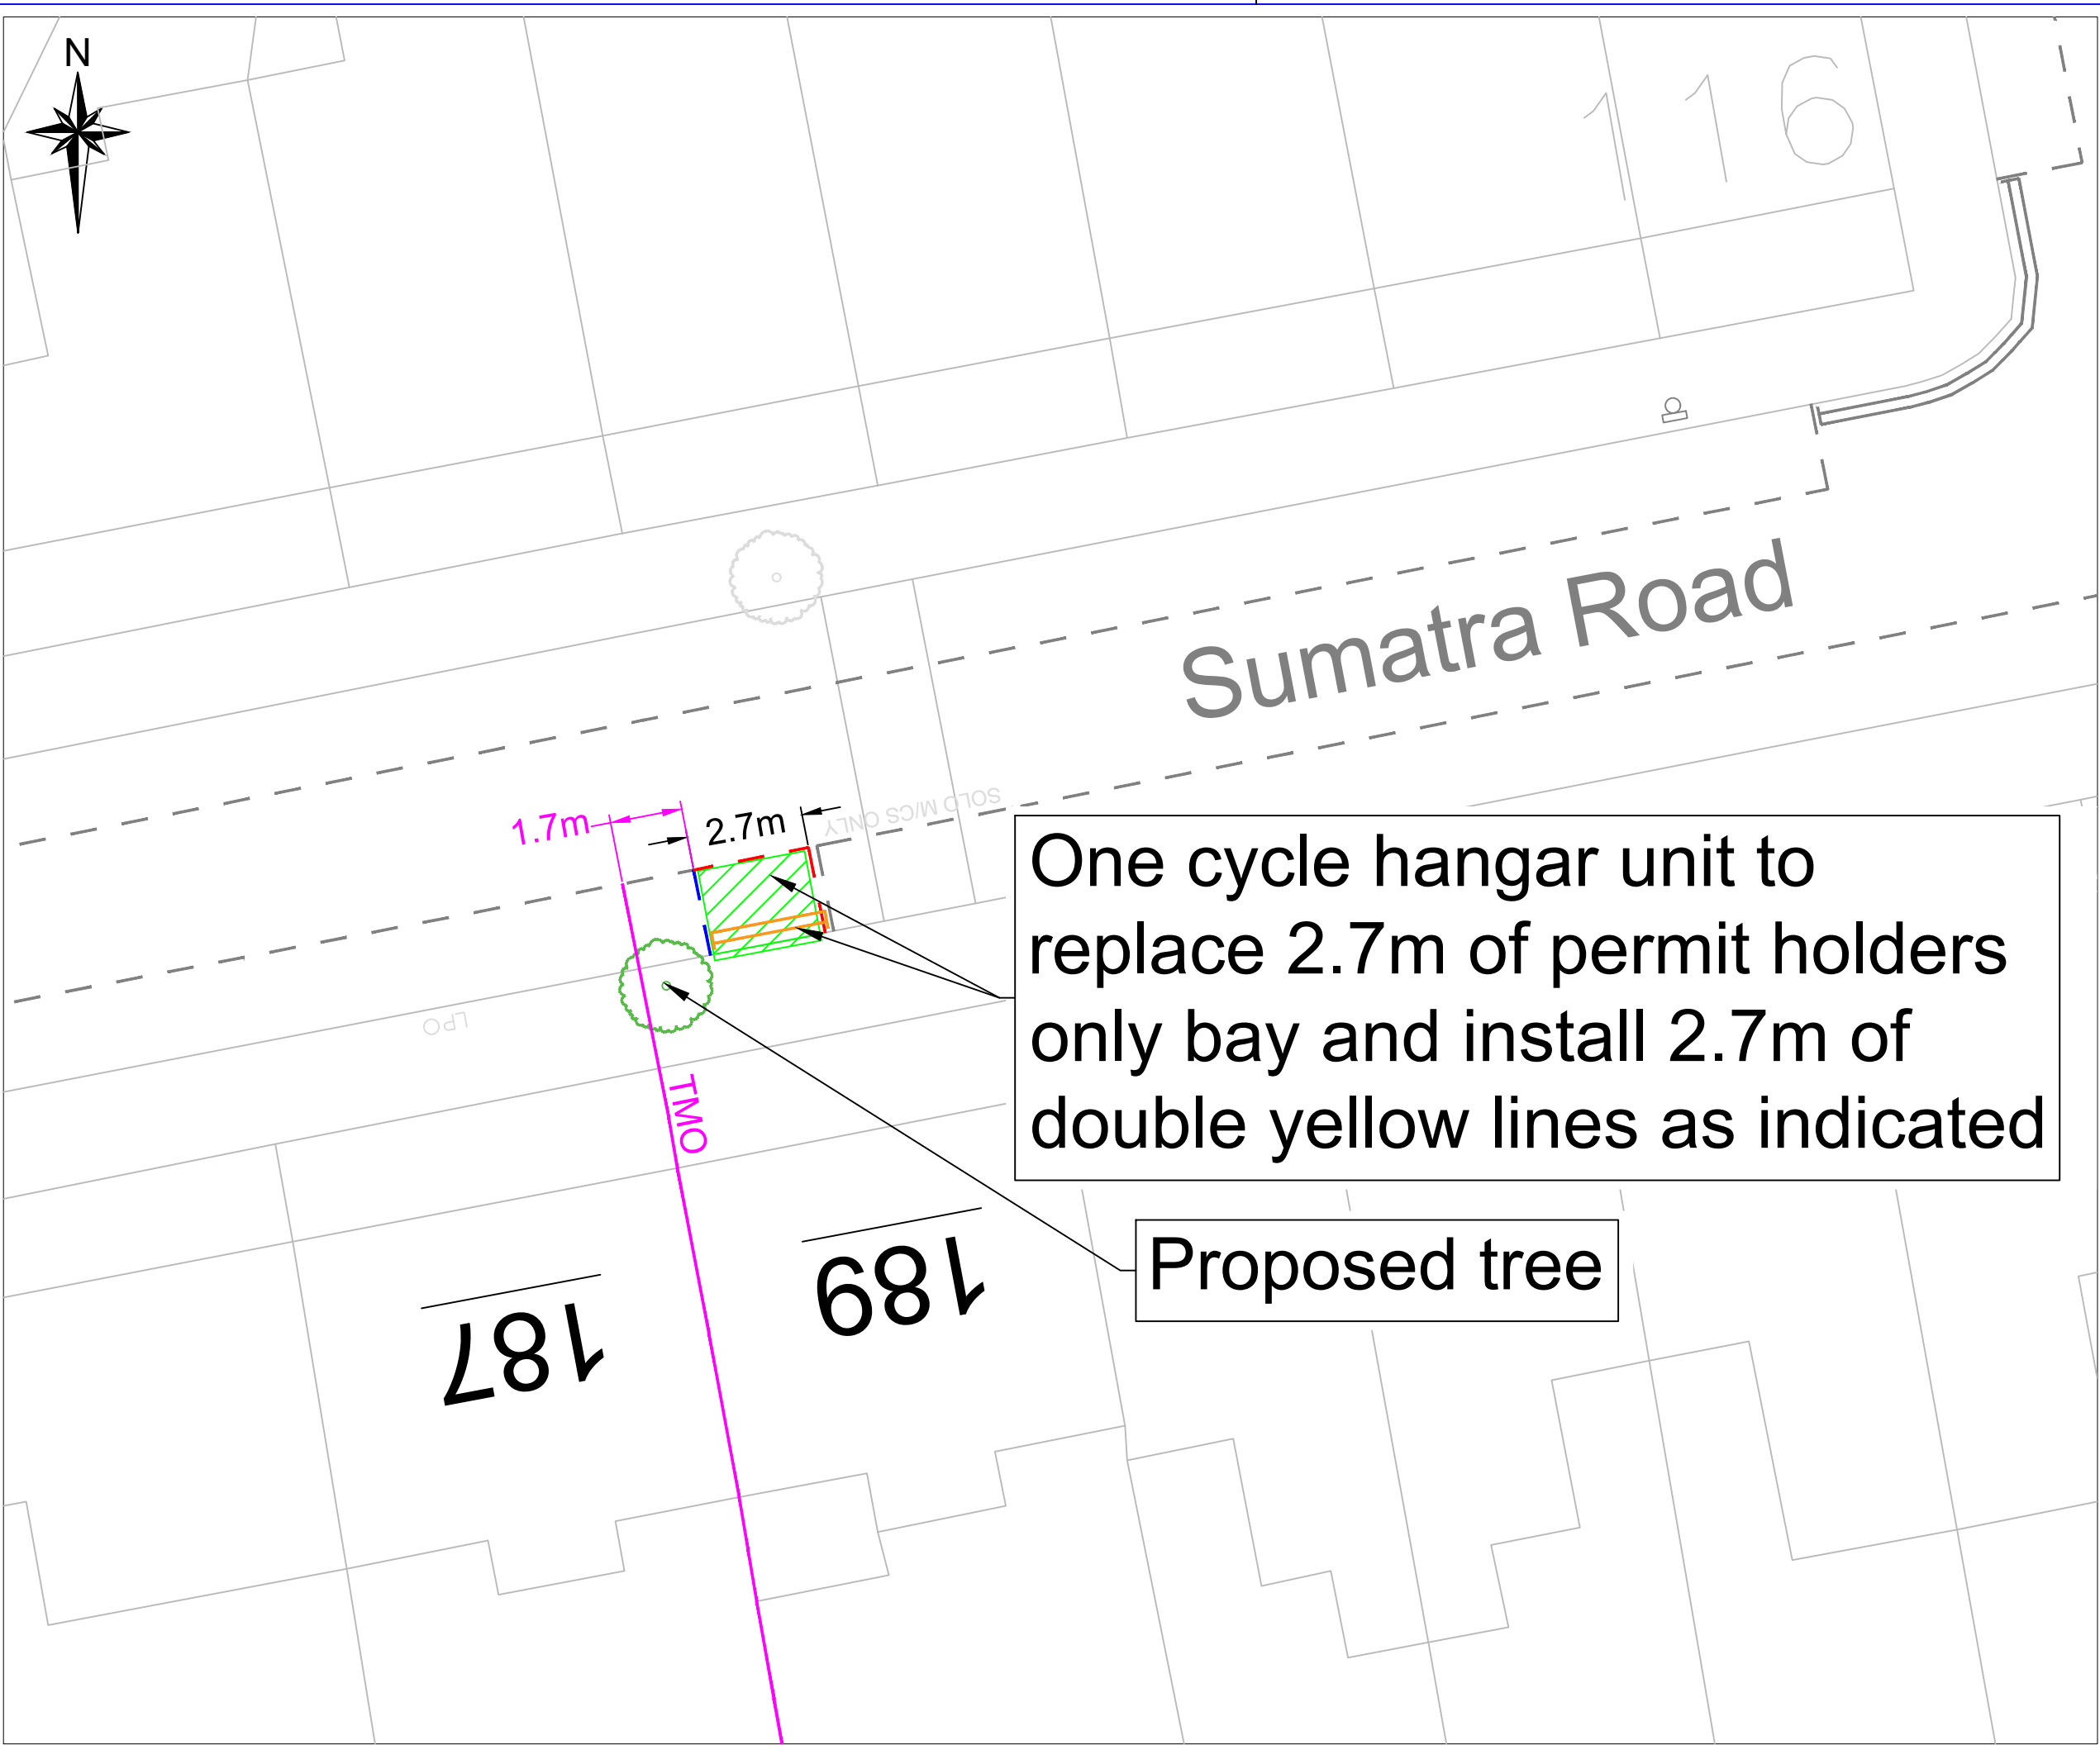 N
116
Sumatra Road
1.7m
2.7m
SOLO M/CS ONLY
One cycle hangar unit to
replace 2.7m of permit holders
only bay and install 2.7m of
double yellow lines as indicated
LPO
TMO
Proposed tree
189
187